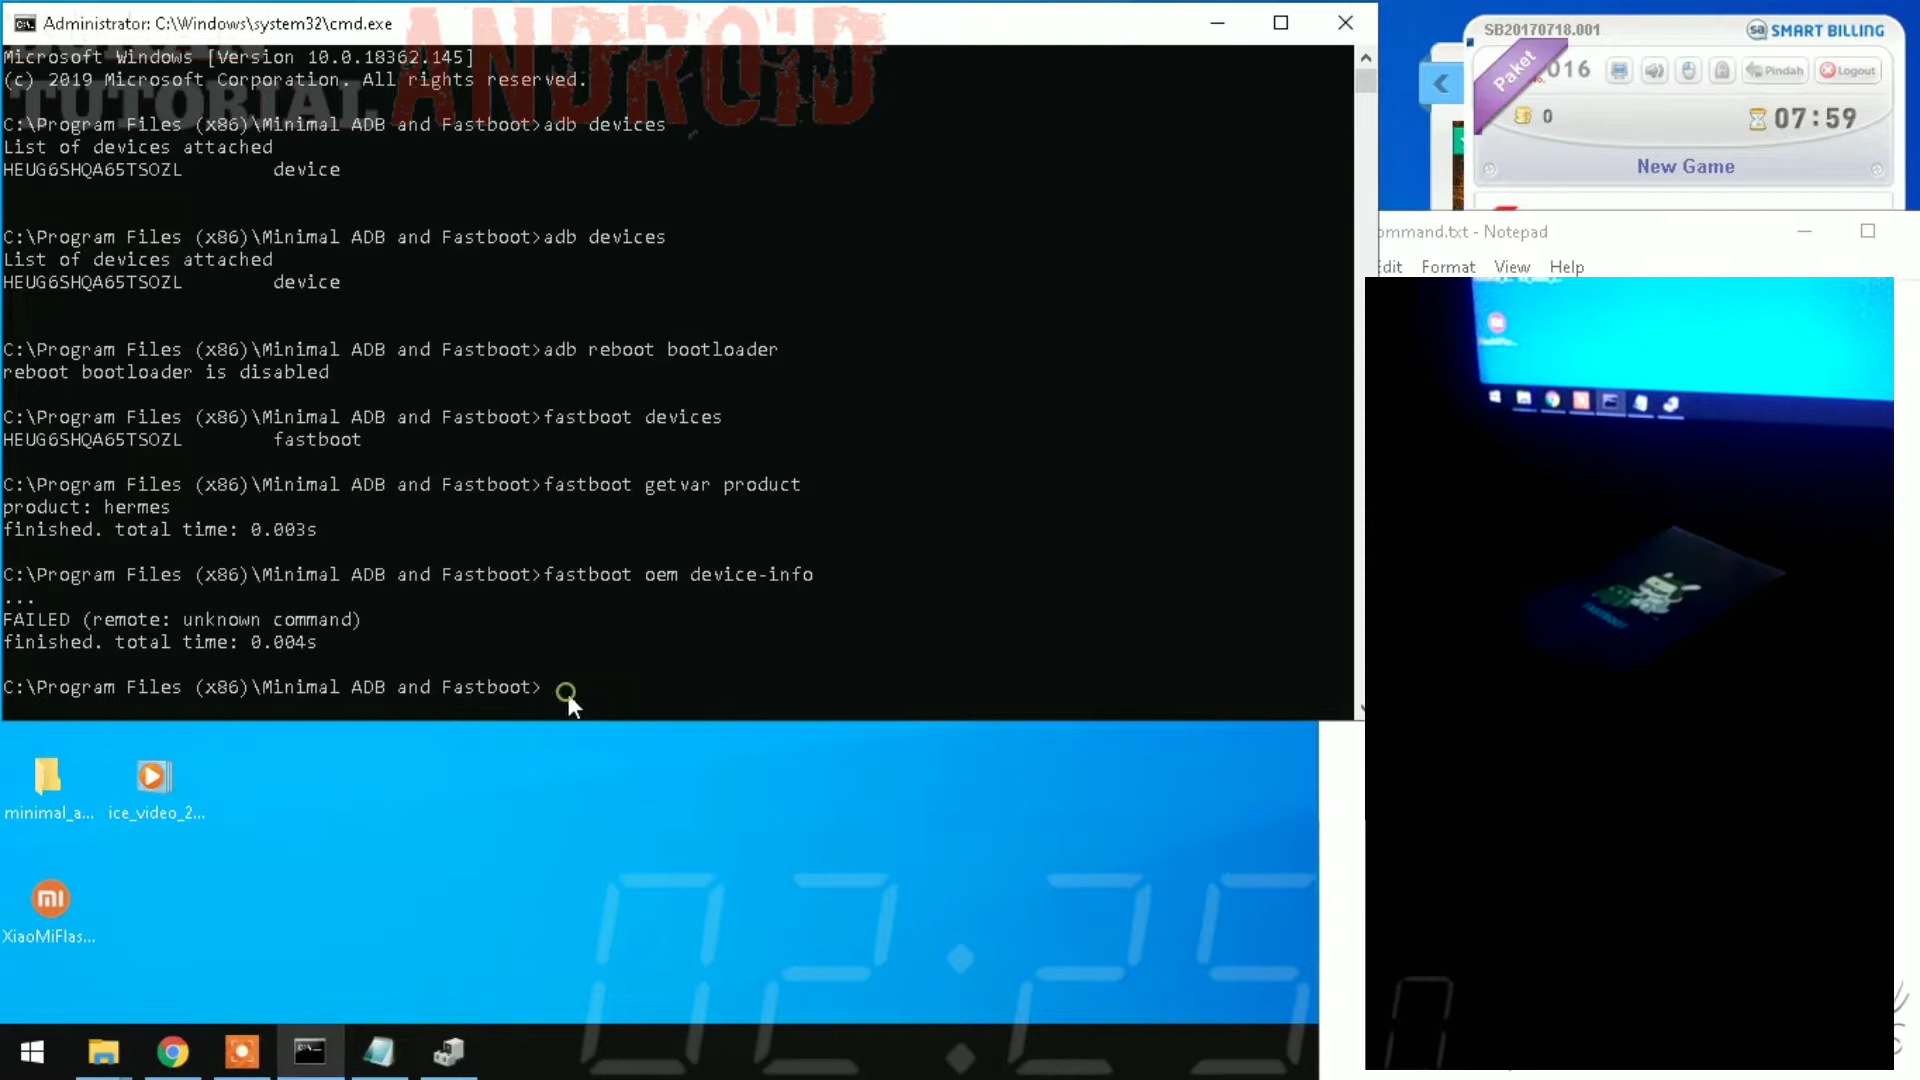 Administrator: C:\Windows\system32\cmd.exe
ANDROID
TUTORIAL
Microsoft Windows [Version 10.0.18362.145]
(c) 2019 Microsoft Corporation. All rights reserved.
C:\Program Files (x86)\Minimal ADB and Fastboot>adb devices
List of devices attached
HEUG6SHQA65TSOZL device
C:\Program Files (x86)\Minimal ADB and Fastboot>adb devices
List of devices attached
HEUG6SHQA65TSOZL device
C:\Program Files (x86)\Minimal ADB and Fastboot>adb reboot bootloader
reboot bootloader is disabled
C:\Program Files (x86)\Minimal ADB and Fastboot>fastboot devices
HEUG6SHQA65TSOZL fastboot
C:\Program Files (x86)\Minimal ADB and Fastboot>fastboot getvar product
product: hermes
finished. total time: 0.003s
C:\Program Files (x86)\Minimal ADB and Fastboot>fastboot oem device-info
...
FAILED (remote: unknown command)
finished. total time: 0.004s
C:\Program Files (x86)\Minimal ADB and Fastboot>
SB20170718.001
SMART BILLING
Paket
016
Pindah
Logout
0
07:59
New Game
ommand.txt - Notepad
Edit Format View Help
FASTBOOT
minimal_a...
ice_video_2...
mi
XiaoMiFlas...
02.25